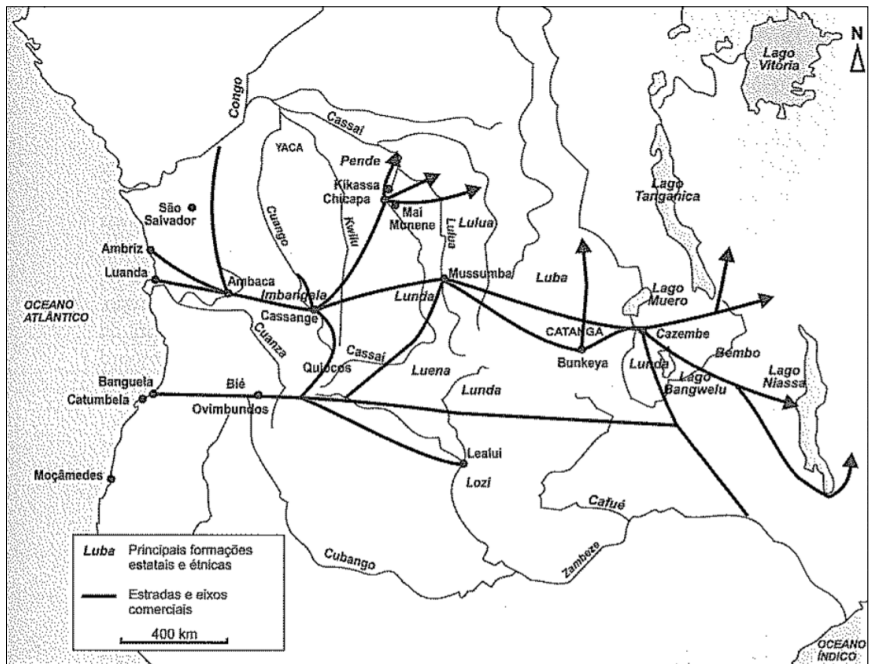 N
Lago
Vitória
Congo
Cassai
YACA
Pende
Kikassa
Chicapa
Lago
Tanganica
São
Salvador
Cuango
Kwilu
Mai
Munene
Lulua
Lulua
Ambriz
Luanda
Ambaca
Imbangala
Cassange
Mussumba
Luba
Lago
Muero
OCEANO
ATLÂNTICO
Lunda
CATANGA
Cazembe
Cuanza
Bunkeya
Bembo
Cassai
Quiocos
Luena
Lunda
Lunda
Lago
Bangwelu
Lago
Niassa
Banguela
Catumbela
Bié
Ovimbundos
Lealui
Moçâmedes
Lozi
Cafué
Cubango
Zambeze
Luba Principais formações
estatais e étnicas
Estradas e eixos
comerciais
400 km
OCEANO
ÍNDICO